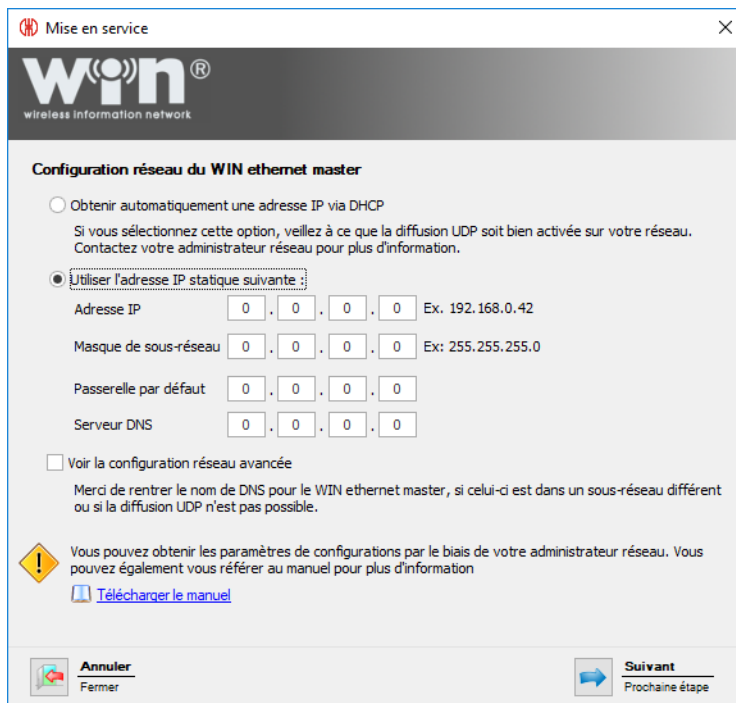 Mise en service
WIN®
wireless information network
Configuration réseau du WIN ethernet master
Obtenir automatiquement une adresse IP via DHCP
Si vous sélectionnez cette option, veillez à ce que la diffusion UDP soit bien activée sur votre réseau.
Contactez votre administrateur réseau pour plus d'information.
Utiliser l'adresse IP statique suivante :
Adresse IP 0 . 0 . 0 . 0 Ex. 192.168.0.42
Masque de sous-réseau 0 . 0 . 0 . 0 Ex: 255.255.255.0
Passerelle par défaut 0 . 0 . 0 . 0
Serveur DNS 0 . 0 . 0 . 0
Voir la configuration réseau avancée
Merci de rentrer le nom de DNS pour le WIN ethernet master, si celui-ci est dans un sous-réseau différent
ou si la diffusion UDP n'est pas possible.
Vous pouvez obtenir les paramètres de configurations par le biais de votre administrateur réseau. Vous
pouvez également vous référer au manuel pour plus d'information
Télécharger le manuel
Annuler
Fermer
Suivant
Prochaine étape